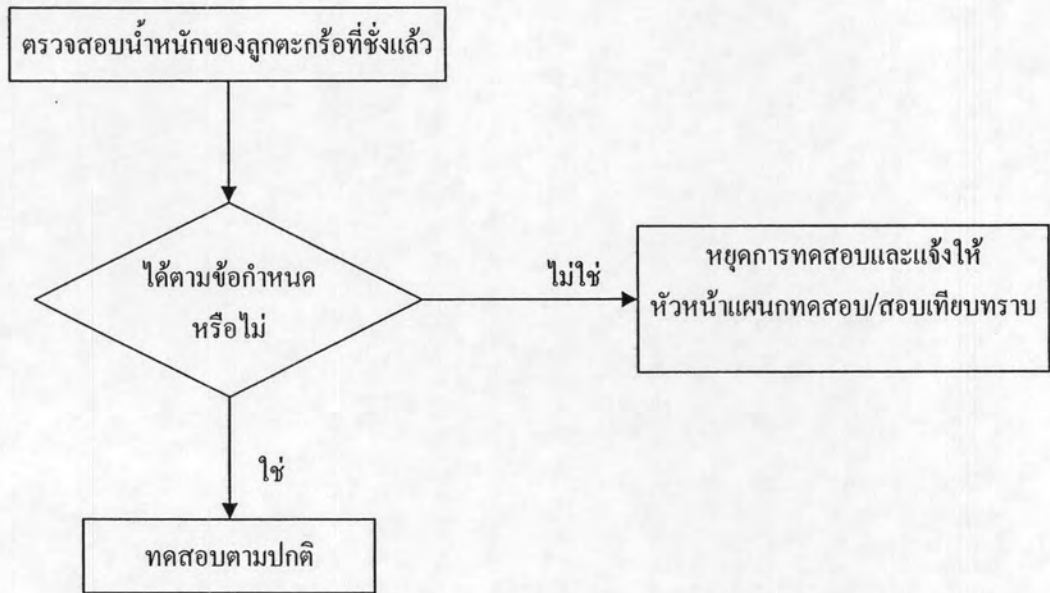 ตรวจสอบน้ำหนักของลูกตะกร้อที่ชั่งแล้ว
ได้ตามข้อกำหนด
หรือไม่
ไม่ใช่
หยุดการทดสอบและแจ้งให้
หัวหน้าแผนกทดสอบ/สอบเทียบทราบ
ใช่
ทดสอบตามปกติ